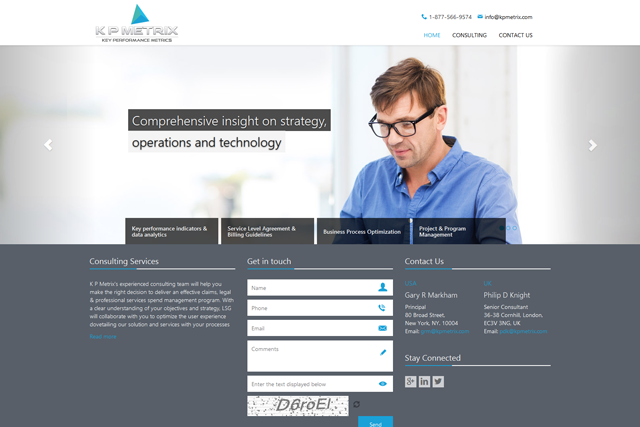 K P METRIX
KEY PERFORMANCE METRICS
1-877-566-9574 info@kpmetrix.com
HOME CONSULTING CONTACT US
Comprehensive insight on strategy,
operations and technology
Key performance indicators &
data analytics
Service Level Agreement &
Billing Guidelines
Business Process Optimization
Project & Program
Management
Consulting Services
K P Metrix's experienced consulting team will help you
make the right decision to deliver an effective claims, legal
& professional services spend management program. With
a clear understanding of your objectives and strategy, LSG
will collaborate with you to optimize the user experience
dovetailing our solution and services with your processes
Read more
Get in touch
Name
Phone
Email
Comments
Enter the text displayed below
D6roEl
Send
Contact Us
USA
Gary R Markham
Principal
80 Broad Street,
New York, NY, 10004
Email:
UK
Philip D Knight
Senior Consultant
36-38 Cornhill, London,
EC3V 3NG, UK
Email:
Stay Connected